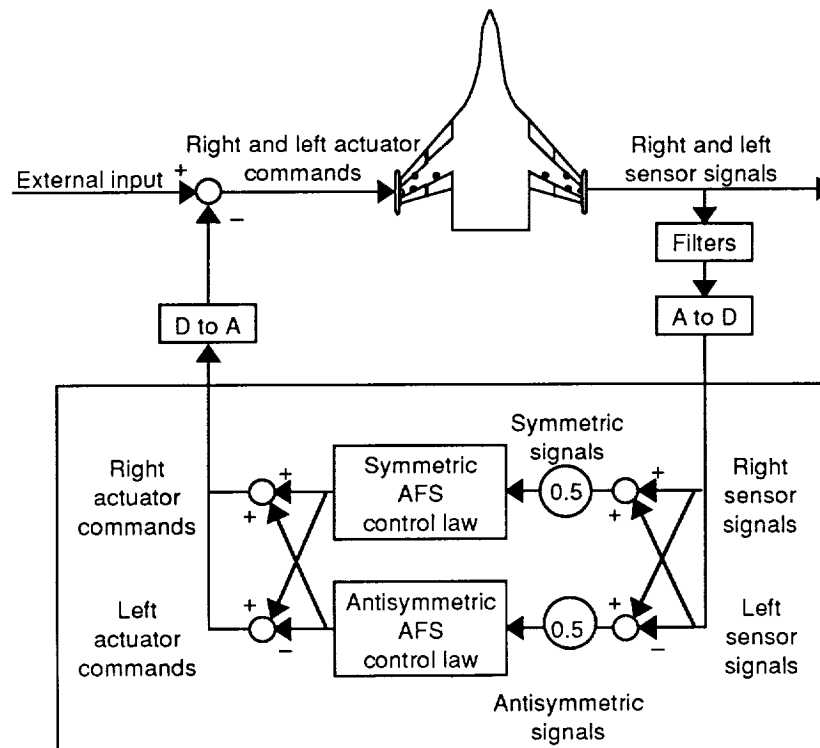 Right and left actuator
commands
Right and left
sensor signals
External input
+
−
Filters
D to A
A to D
Symmetric
signals
Right
actuator
commands
+
+
Symmetric
AFS
control law
0.5
+
+
Right
sensor
signals
Left
actuator
commands
+
−
Antisymmetric
AFS
control law
0.5
+
−
Left
sensor
signals
Antisymmetric
signals